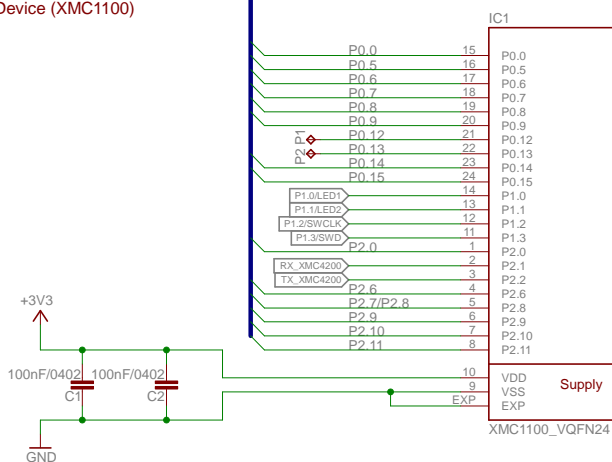 Device (XMC1100)
IC1
P0.0 15 P0.0
P0.5 16 P0.5
P0.6 17 P0.6
P0.7 18 P0.7
P0.8 19 P0.8
P0.9 20 P0.9
P1 P0.12 21 P0.12
P2 P0.13 22 P0.13
P0.14 23 P0.14
P0.15 24 P0.15
P1.0/LED1 14 P1.0
P1.1/LED2 13 P1.1
P1.2/SWCLK 12 P1.2
P1.3/SWD 11 P1.3
P2.0 1 P2.0
RX_XMC4200 2 P2.1
TX_XMC4200 3 P2.2
P2.6 4 P2.6
P2.7/P2.8 5 P2.8
P2.9 6 P2.9
P2.10 7 P2.10
P2.11 8 P2.11
+3V3
100nF/0402 100nF/0402
C1 C2
GND
10 VDD
9 VSS
EXP EXP
Supply
XMC1100_VQFN24